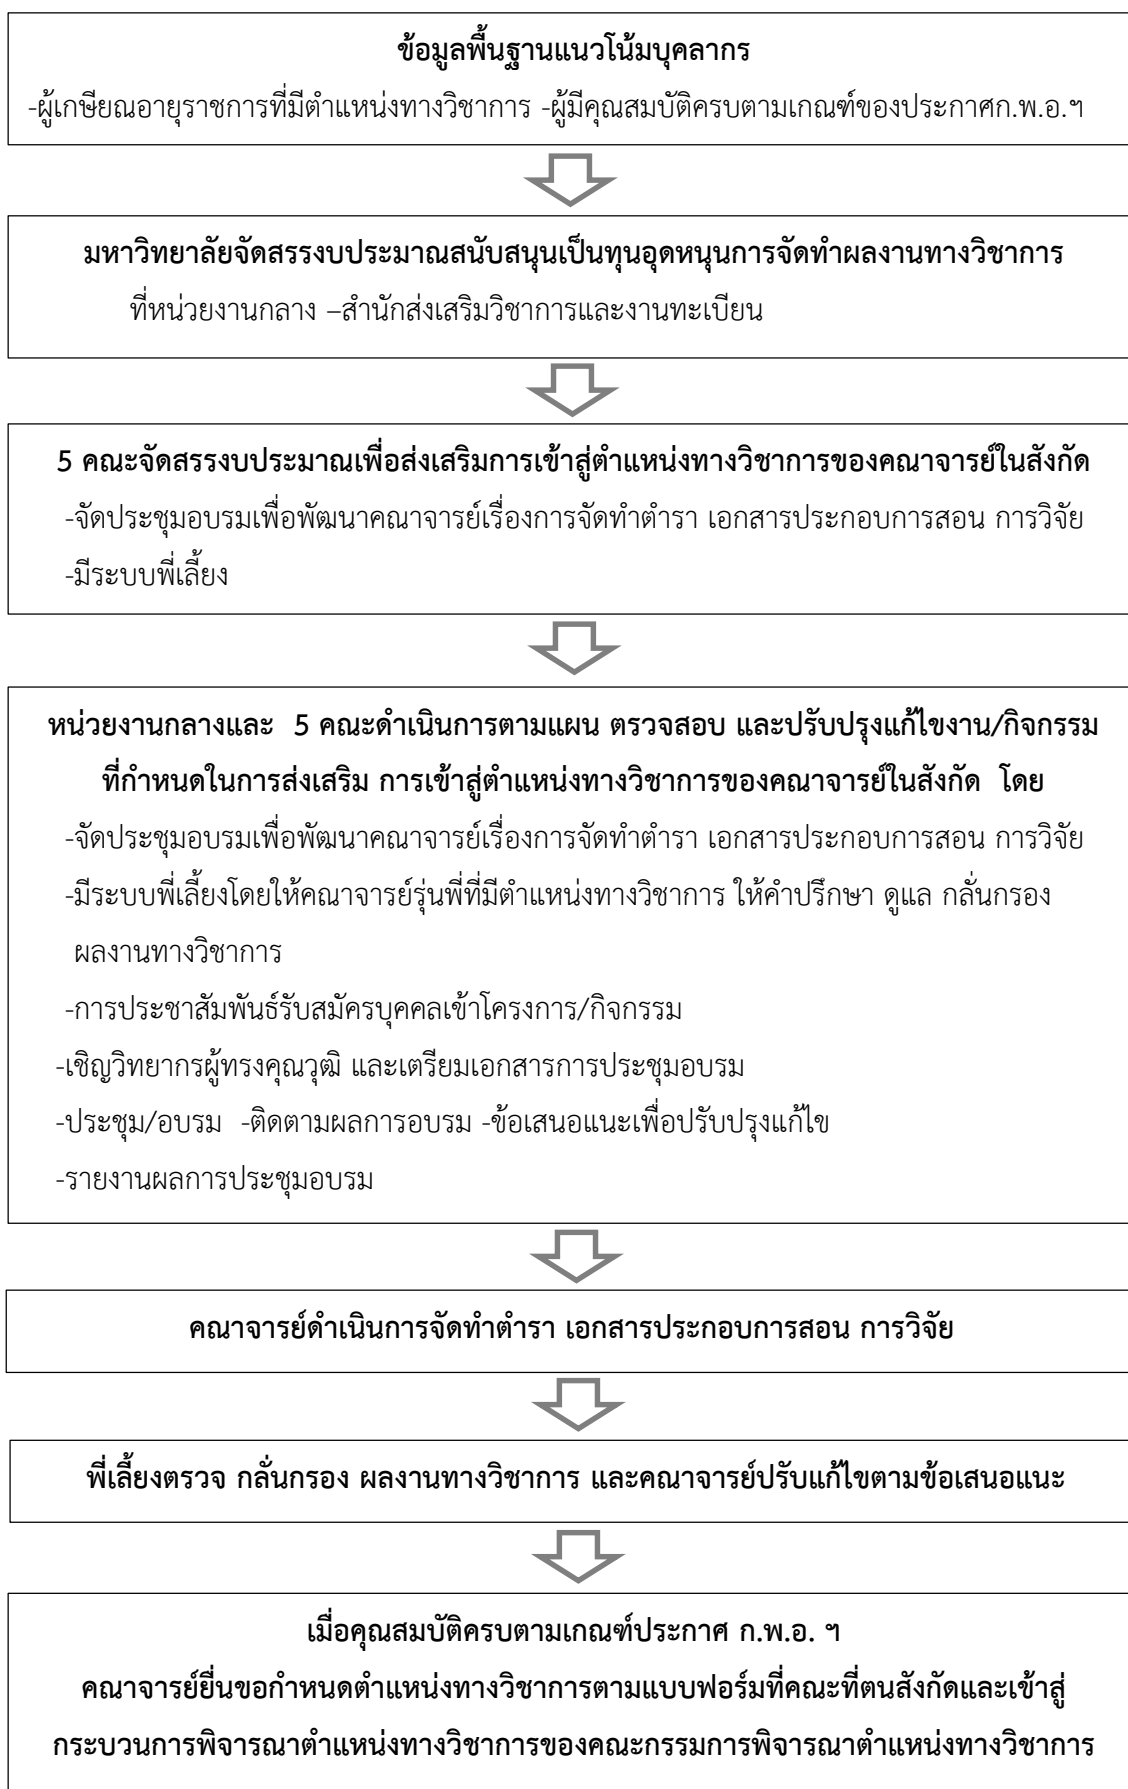 ข้อมูลพื้นฐานแนวโน้มบุคลากร
-ผู้เกษียณอายุราชการที่มีตำแหน่งทางวิชาการ -ผู้มีคุณสมบัติครบตามเกณฑ์ของประกาศก.พ.อ.ฯ
มหาวิทยาลัยจัดสรรงบประมาณสนับสนุนเป็นทุนอุดหนุนการจัดทำผลงานทางวิชาการ
ที่หน่วยงานกลาง –สำนักส่งเสริมวิชาการและงานทะเบียน
5 คณะจัดสรรงบประมาณเพื่อส่งเสริมการเข้าสู่ตำแหน่งทางวิชาการของคณาจารย์ในสังกัด
-จัดประชุมอบรมเพื่อพัฒนาคณาจารย์เรื่องการจัดทำตำรา เอกสารประกอบการสอน การวิจัย
-มีระบบพี่เลี้ยง
หน่วยงานกลางและ 5 คณะดำเนินการตามแผน ตรวจสอบ และปรับปรุงแก้ไขงาน/กิจกรรม
ที่กำหนดในการส่งเสริม การเข้าสู่ตำแหน่งทางวิชาการของคณาจารย์ในสังกัด โดย
-จัดประชุมอบรมเพื่อพัฒนาคณาจารย์เรื่องการจัดทำตำรา เอกสารประกอบการสอน การวิจัย
-มีระบบพี่เลี้ยงโดยให้คณาจารย์รุ่นพี่ที่มีตำแหน่งทางวิชาการ ให้คำปรึกษา ดูแล กลั่นกรอง
ผลงานทางวิชาการ
-การประชาสัมพันธ์รับสมัครบุคคลเข้าโครงการ/กิจกรรม
-เชิญวิทยากรผู้ทรงคุณวุฒิ และเตรียมเอกสารการประชุมอบรม
-ประชุม/อบรม -ติดตามผลการอบรม -ข้อเสนอแนะเพื่อปรับปรุงแก้ไข
-รายงานผลการประชุมอบรม
คณาจารย์ดำเนินการจัดทำตำรา เอกสารประกอบการสอน การวิจัย
พี่เลี้ยงตรวจ กลั่นกรอง ผลงานทางวิชาการ และคณาจารย์ปรับแก้ไขตามข้อเสนอแนะ
เมื่อคุณสมบัติครบตามเกณฑ์ประกาศ ก.พ.อ. ฯ
คณาจารย์ยื่นขอกำหนดตำแหน่งทางวิชาการตามแบบฟอร์มที่คณะที่ตนสังกัดและเข้าสู่
กระบวนการพิจารณาตำแหน่งทางวิชาการของคณะกรรมการพิจารณาตำแหน่งทางวิชาการ